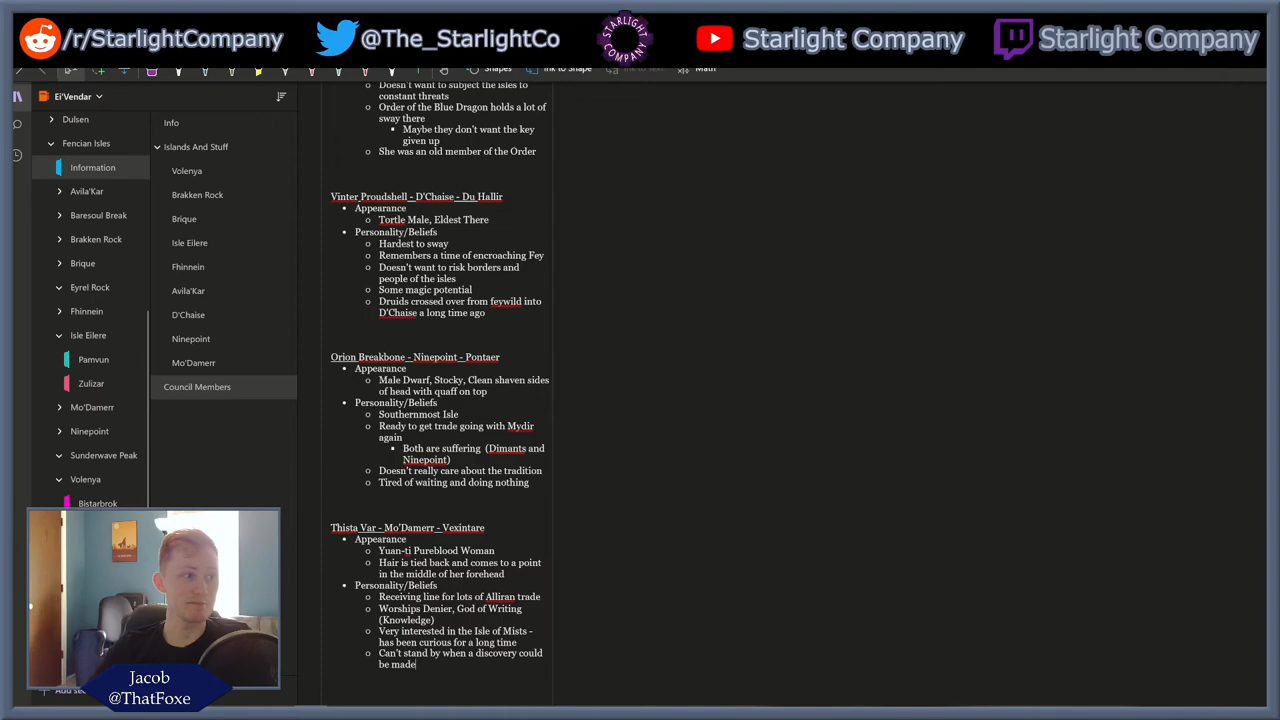 /r/StarlightCompany
@The_StarlightCo
STARLIGHT COMPANY
Starlight Company
Starlight Company
Shapes
Ink to Shape
Ink to Text
Math
Ei'Vendar
Dulsen
Fencian Isles
Information
Avila'Kar
Baresoul Break
Brakken Rock
Brique
Eyrel Rock
Fhinnein
Isle Eilere
Pamvun
Zulizar
Mo'Damerr
Ninepoint
Sunderwave Peak
Volenya
Bistarbrok
Info
Islands And Stuff
Volenya
Brakken Rock
Brique
Isle Eilere
Fhinnein
Avila'Kar
D'Chaise
Ninepoint
Mo'Damerr
Council Members
Doesn't want to subject the isles to
constant threats
Order of the Blue Dragon holds a lot of
sway there
Maybe they don't want the key
given up
She was an old member of the Order
Vinter Proudshell - D'Chaise - Du Hallir
Appearance
Tortle Male, Eldest There
Personality/Beliefs
Hardest to sway
Remembers a time of encroaching Fey
Doesn't want to risk borders and
people of the isles
Some magic potential
Druids crossed over from feywild into
D'Chaise a long time ago
Orion Breakbone - Ninepoint - Pontaer
Appearance
Male Dwarf, Stocky, Clean shaven sides
of head with quaff on top
Personality/Beliefs
Southernmost Isle
Ready to get trade going with Mydir
again
Both are suffering (Dimants and
Ninepoint)
Doesn't really care about the tradition
Tired of waiting and doing nothing
Thista Var - Mo'Damerr - Vexintare
Appearance
Yuan-ti Pureblood Woman
Hair is tied back and comes to a point
in the middle of her forehead
Personality/Beliefs
Receiving line for lots of Alliran trade
Worships Denier, God of Writing
(Knowledge)
Very interested in the Isle of Mists -
has been curious for a long time
Can't stand by when a discovery could
be made
Jacob
@ThatFoxe
Add sec